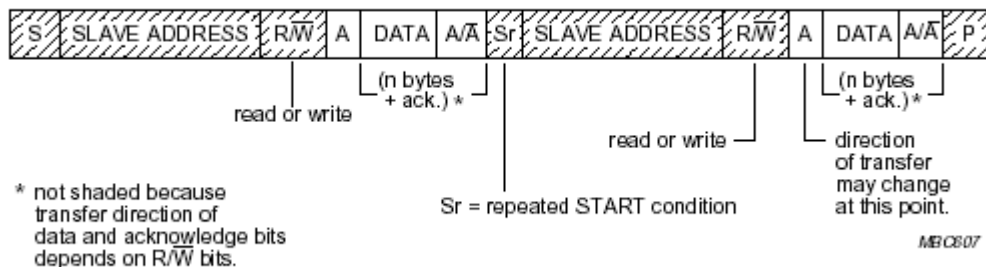 S SLAVE ADDRESS R/W̅ A DATA A/A̅ Sr SLAVE ADDRESS R/W̅ A DATA A/A̅ P
(n bytes
+ ack.) *
(n bytes
+ ack.) *
read or write
read or write
direction
of transfer
may change
at this point.
* not shaded because
transfer direction of
data and acknowledge bits
depends on R/W̅ bits.
Sr = repeated START condition
MBC607